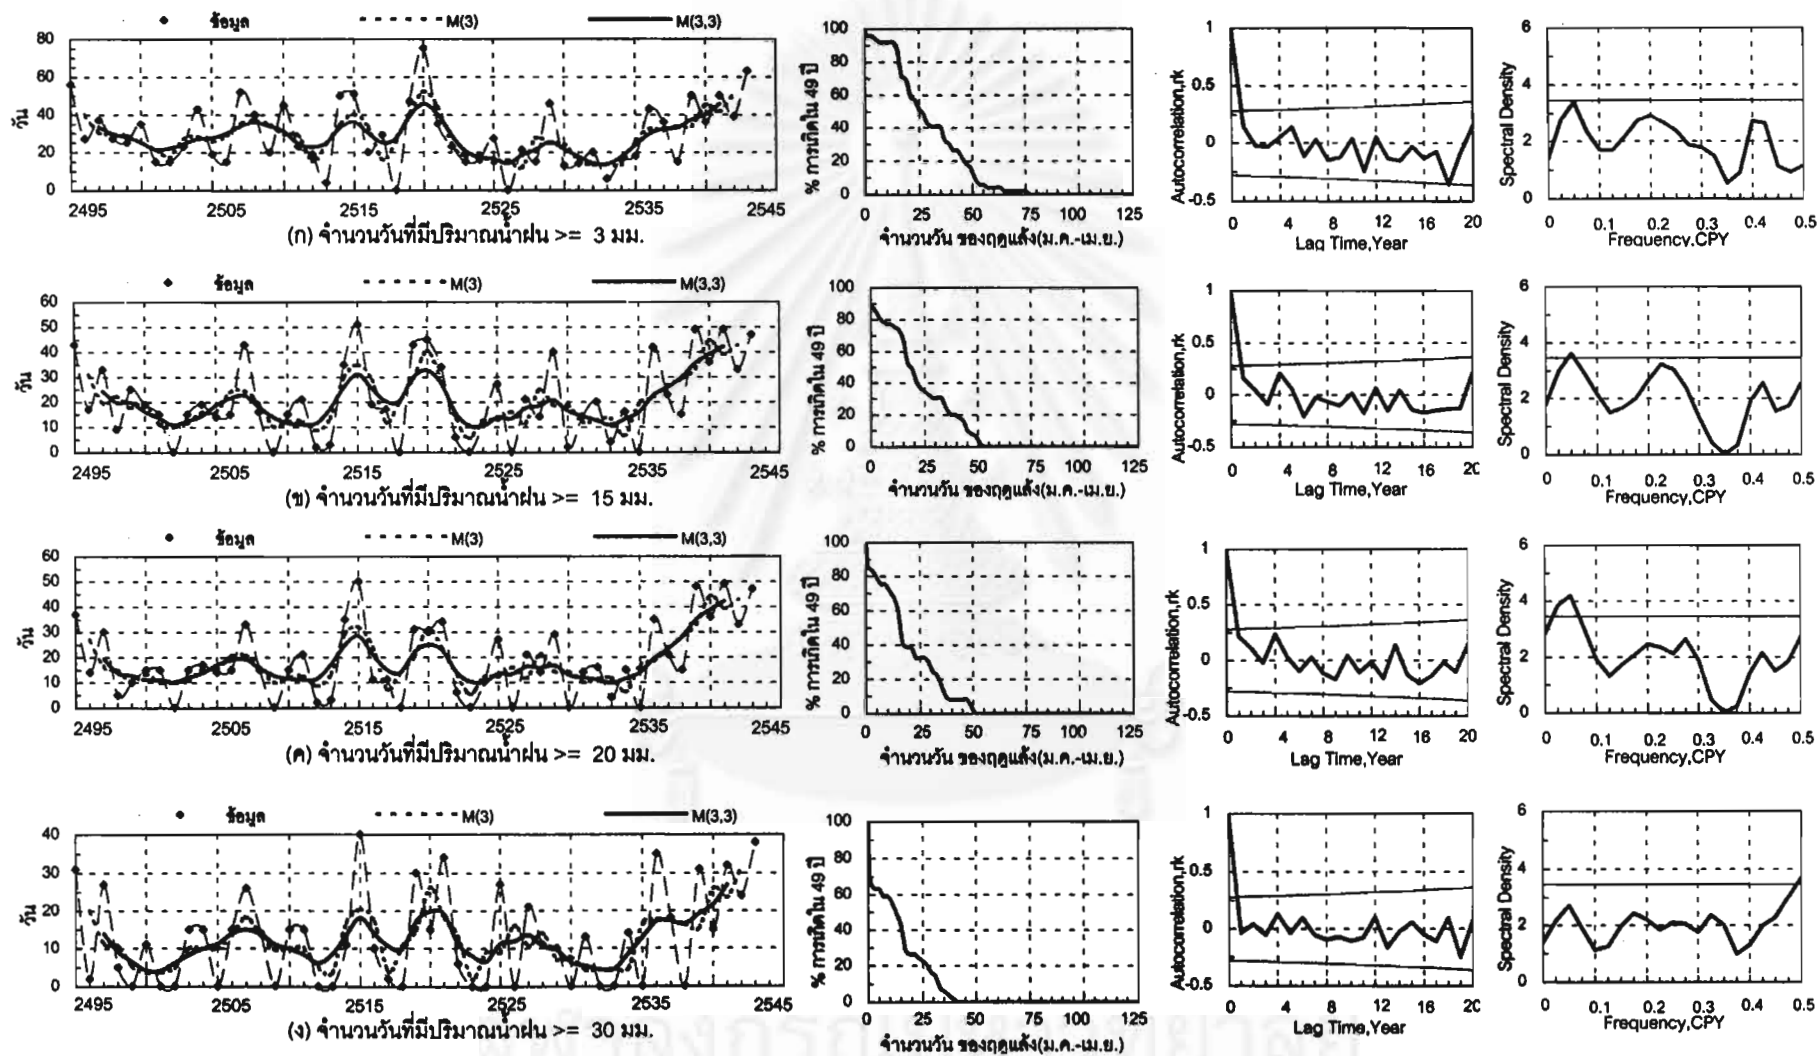 ข้อมูล M(3) M(3,3)
วัน
80
60
40
20
0
2495 2505 2515 2525 2535 2545
(ก) จำนวนวันที่มีปริมาณน้ำฝน >= 3 มม.
% การเกิดใน 49 ปี
100
80
60
40
20
0
0 25 50 75 100 125
จำนวนวัน ของฤดูแล้ง(ม.ค.-เม.ย.)
Autocorrelation,rk
1
0.5
0
-0.5
0 4 8 12 16 20
Lag Time,Year
Spectral Density
6
4
2
0
0 0.1 0.2 0.3 0.4 0.5
Frequency,CPY
ข้อมูล M(3) M(3,3)
วัน
60
50
40
30
20
10
0
2495 2505 2515 2525 2535 2545
(ข) จำนวนวันที่มีปริมาณน้ำฝน >= 15 มม.
% การเกิดใน 49 ปี
100
80
60
40
20
0
0 25 50 75 100 125
จำนวนวัน ของฤดูแล้ง(ม.ค.-เม.ย.)
Autocorrelation,rk
1
0.5
0
-0.5
0 4 8 12 16 20
Lag Time,Year
Spectral Density
6
4
2
0
0 0.1 0.2 0.3 0.4 0.5
Frequency,CPY
ข้อมูล M(3) M(3,3)
วัน
60
50
40
30
20
10
0
2495 2505 2515 2525 2535 2545
(ค) จำนวนวันที่มีปริมาณน้ำฝน >= 20 มม.
% การเกิดใน 49 ปี
100
80
60
40
20
0
0 25 50 75 100 125
จำนวนวัน ของฤดูแล้ง(ม.ค.-เม.ย.)
Autocorrelation,rk
1
0.5
0
-0.5
0 4 8 12 16 20
Lag Time,Year
Spectral Density
6
4
2
0
0 0.1 0.2 0.3 0.4 0.5
Frequency,CPY
ข้อมูล M(3) M(3,3)
วัน
40
30
20
10
0
2495 2505 2515 2525 2535 2545
(ง) จำนวนวันที่มีปริมาณน้ำฝน >= 30 มม.
% การเกิดใน 49 ปี
100
80
60
40
20
0
0 25 50 75 100 125
จำนวนวัน ของฤดูแล้ง(ม.ค.-เม.ย.)
Autocorrelation,rk
1
0.5
0
-0.5
0 4 8 12 16 20
Lag Time,Year
Spectral Density
6
4
2
0
0 0.1 0.2 0.3 0.4 0.5
Frequency,CPY